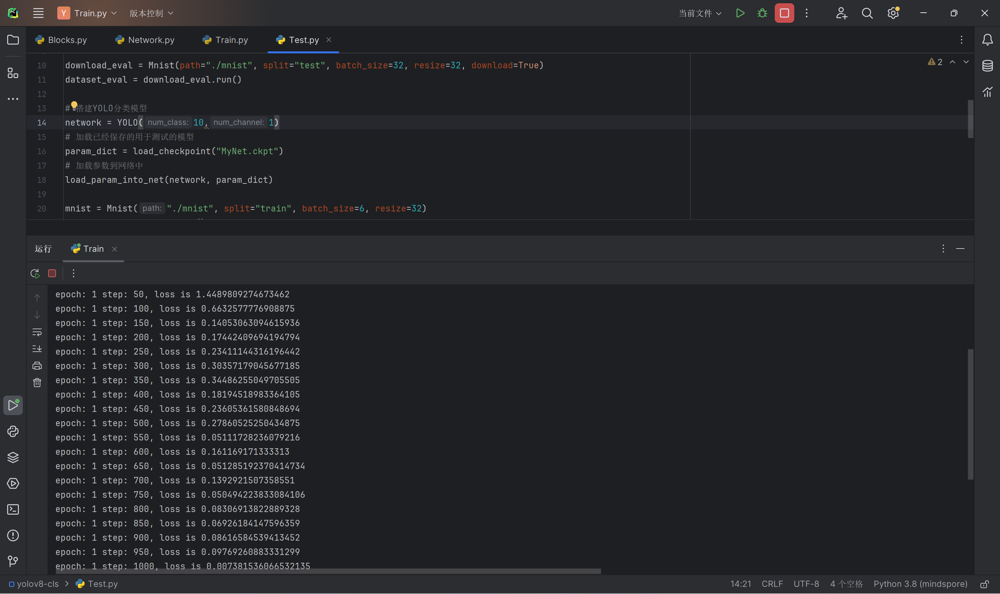 PC Y Train.py 版本控制 当前文件
Blocks.py Network.py Train.py Test.py
2
10 download_eval = Mnist(path="./mnist", split="test", batch_size=32, resize=32, download=True)
11 dataset_eval = download_eval.run()
12
13 # 搭建YOLO分类模型
14 network = YOLO( num_class: 10, num_channel: 1)
15 # 加载已经保存的用于测试的模型
16 param_dict = load_checkpoint("MyNet.ckpt")
17 # 加载参数到网络中
18 load_param_into_net(network, param_dict)
19
20 mnist = Mnist( path: "./mnist", split="train", batch_size=6, resize=32)
运行 Train
epoch: 1 step: 50, loss is 1.4489809274673462
epoch: 1 step: 100, loss is 0.6632577776908875
epoch: 1 step: 150, loss is 0.14053063094615936
epoch: 1 step: 200, loss is 0.17442409694194794
epoch: 1 step: 250, loss is 0.23411144316196442
epoch: 1 step: 300, loss is 0.30357179045677185
epoch: 1 step: 350, loss is 0.34486255049705505
epoch: 1 step: 400, loss is 0.18194518983364105
epoch: 1 step: 450, loss is 0.23605361580848694
epoch: 1 step: 500, loss is 0.27860525250434875
epoch: 1 step: 550, loss is 0.05111728236079216
epoch: 1 step: 600, loss is 0.161169171333313
epoch: 1 step: 650, loss is 0.051285192370414734
epoch: 1 step: 700, loss is 0.1392921507358551
epoch: 1 step: 750, loss is 0.050494223833084106
epoch: 1 step: 800, loss is 0.08306913822889328
epoch: 1 step: 850, loss is 0.06926184147596359
epoch: 1 step: 900, loss is 0.08616584539413452
epoch: 1 step: 950, loss is 0.09769260883331299
epoch: 1 step: 1000, loss is 0.007381536066532135
yolov8-cls > Test.py 14:21 CRLF UTF-8 4 个空格 Python 3.8 (mindspore)